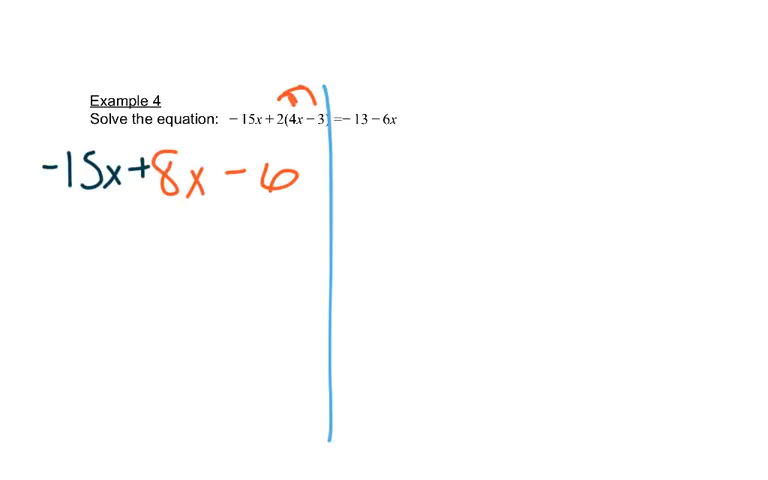 Example 4
Solve the equation: −15x + 2(4x − 3) = − 13 − 6x
-15x + 8x - 6